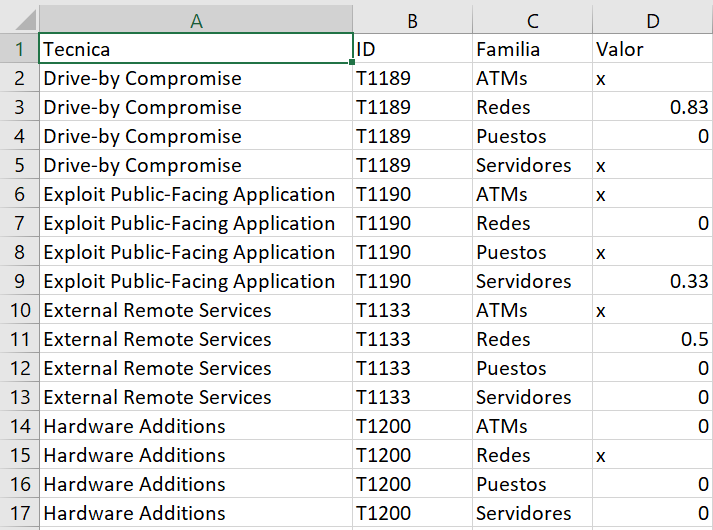 A B C D
1 Tecnica ID Familia Valor
2 Drive-by Compromise T1189 ATMs x
3 Drive-by Compromise T1189 Redes 0.83
4 Drive-by Compromise T1189 Puestos 0
5 Drive-by Compromise T1189 Servidores x
6 Exploit Public-Facing Application T1190 ATMs x
7 Exploit Public-Facing Application T1190 Redes 0
8 Exploit Public-Facing Application T1190 Puestos x
9 Exploit Public-Facing Application T1190 Servidores 0.33
10 External Remote Services T1133 ATMs x
11 External Remote Services T1133 Redes 0.5
12 External Remote Services T1133 Puestos 0
13 External Remote Services T1133 Servidores 0
14 Hardware Additions T1200 ATMs 0
15 Hardware Additions T1200 Redes x
16 Hardware Additions T1200 Puestos 0
17 Hardware Additions T1200 Servidores 0